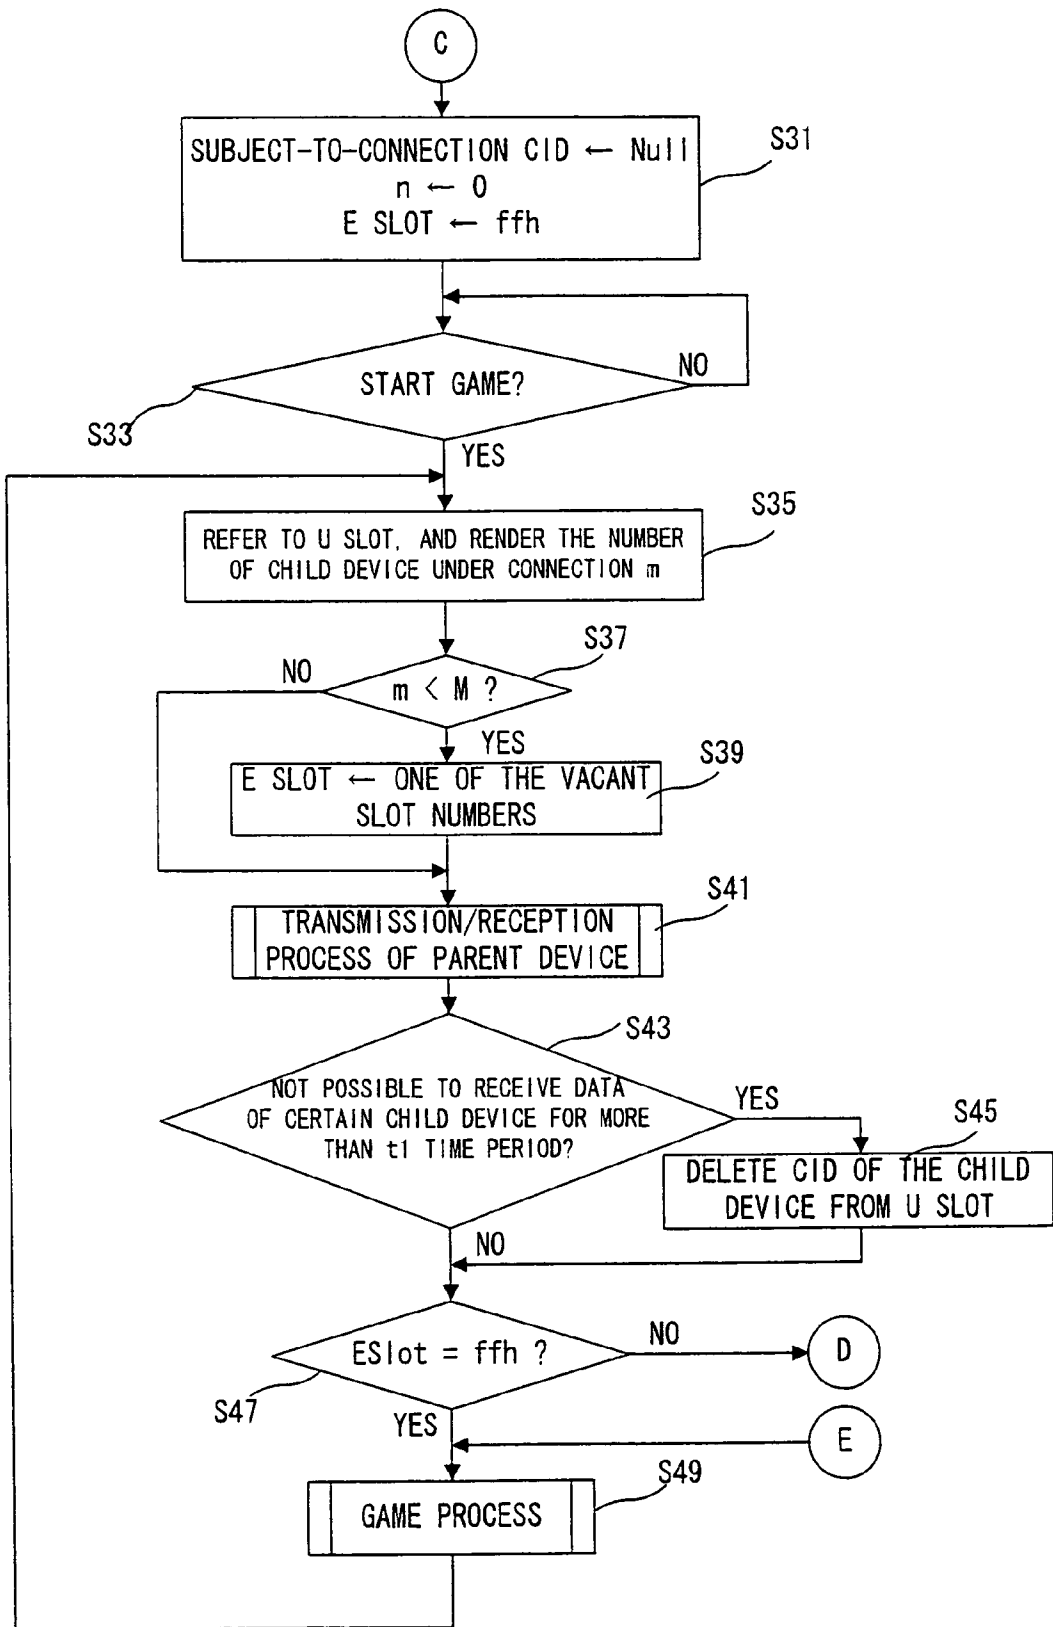 C
SUBJECT-TO-CONNECTION CID ← Null
n ← 0
E SLOT ← ffh
S31
START GAME?
NO
S33
YES
S35
REFER TO U SLOT, AND RENDER THE NUMBER
OF CHILD DEVICE UNDER CONNECTION m
S37
NO
m < M ?
YES
S39
E SLOT ← ONE OF THE VACANT
SLOT NUMBERS
S41
TRANSMISSION/RECEPTION
PROCESS OF PARENT DEVICE
S43
NOT POSSIBLE TO RECEIVE DATA
OF CERTAIN CHILD DEVICE FOR MORE
THAN t1 TIME PERIOD?
YES
S45
DELETE CID OF THE CHILD
DEVICE FROM U SLOT
NO
ESlot = ffh ?
NO
D
S47
YES
E
S49
GAME PROCESS